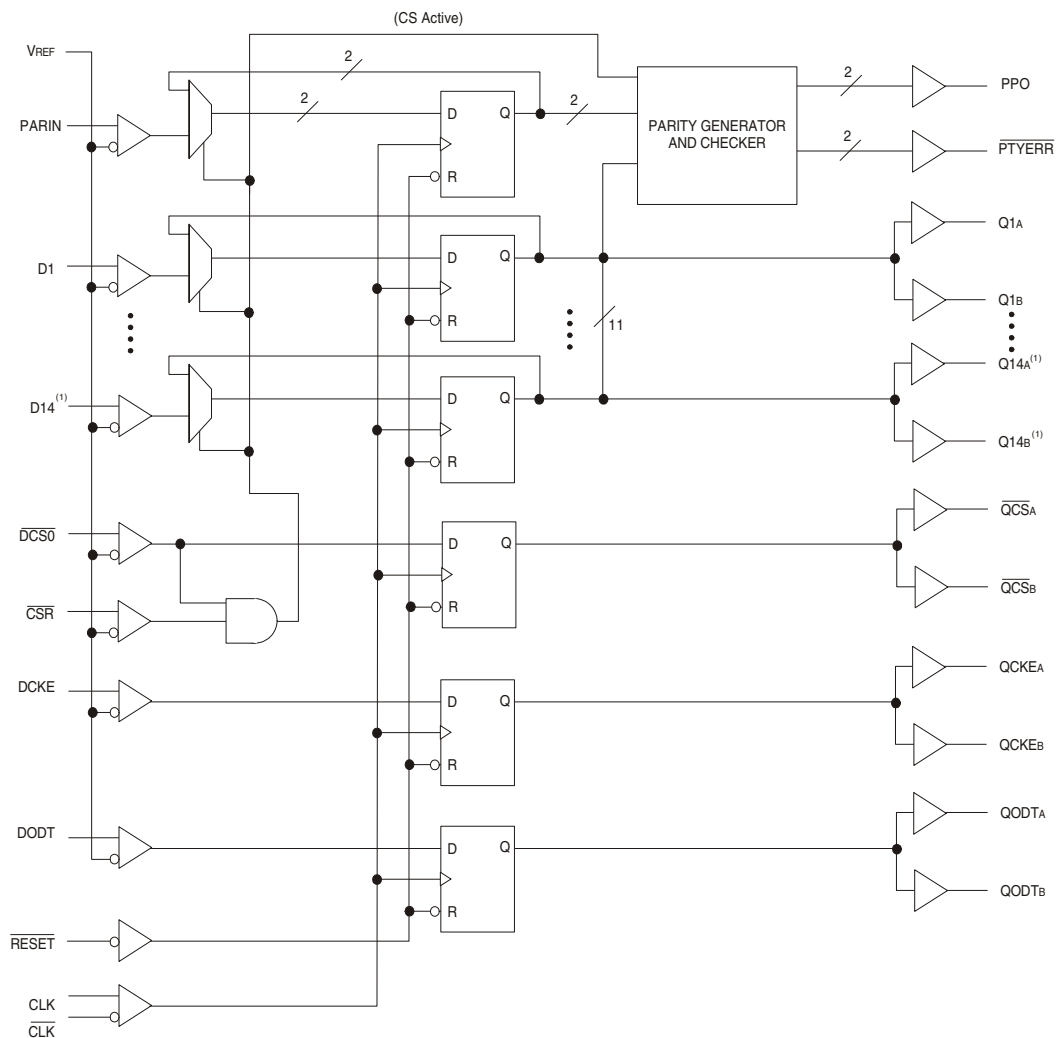 (CS Active)
VREF
2
2
2
2
PPO
PARIN
D
Q
PARITY GENERATOR
AND CHECKER
2
PTYERR
R
Q1A
D1
D
Q
Q1B
R
11
Q14A(1)
D14(1)
D
Q
Q14B(1)
R
QCSA
DCS0
D
Q
QCSB
CSR
R
QCKEA
DCKE
D
Q
QCKEB
R
QODTA
DODT
D
Q
QODTB
R
RESET
CLK
CLK